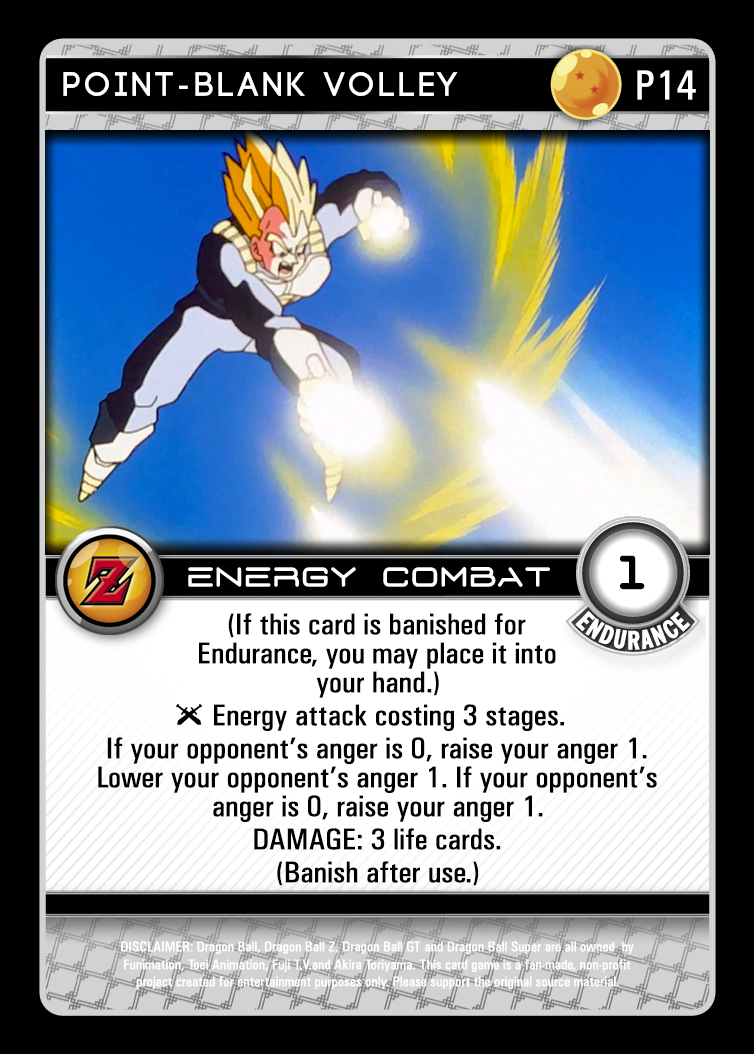 POINT-BLANK VOLLEY
P14
Z
ENERGY COMBAT
1
ENDURANCE
(If this card is banished for
Endurance, you may place it into
your hand.)
Energy attack costing 3 stages.
If your opponent's anger is 0, raise your anger 1.
Lower your opponent's anger 1. If your opponent's
anger is 0, raise your anger 1.
DAMAGE: 3 life cards.
(Banish after use.)
DISCLAIMER: Dragon Ball, Dragon Ball Z, Dragon Ball GT and Dragon Ball Super are all owned by
Funimation, Toei Animation, Fuji T.V.and Akira Toriyama. This card game is a fan-made, non-profit
project created for entertainment purposes only. Please support the original source material.